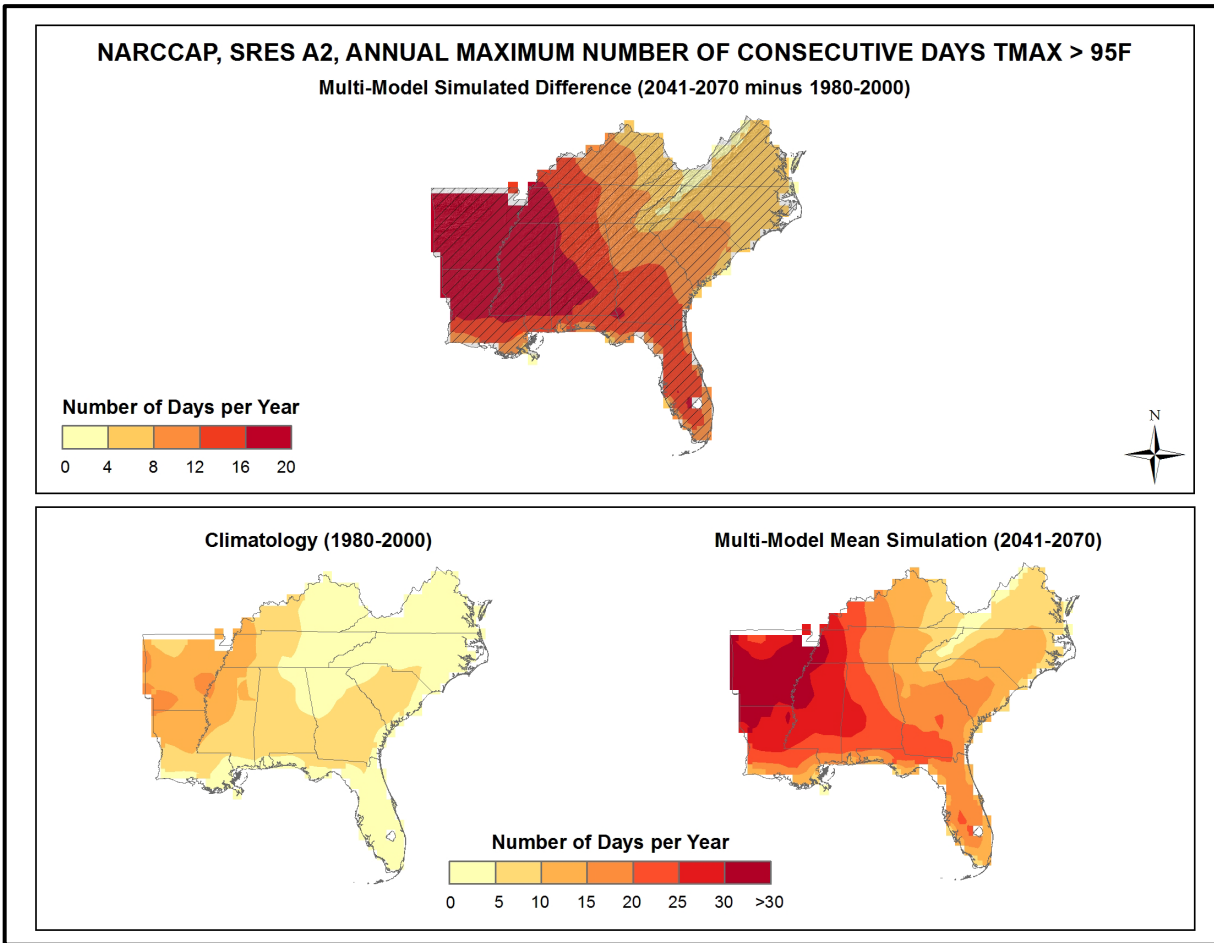 NARCCAP, SRES A2, ANNUAL MAXIMUM NUMBER OF CONSECUTIVE DAYS TMAX > 95F
Multi-Model Simulated Difference (2041-2070 minus 1980-2000)
Number of Days per Year
0 4 8 12 16 20
N
Climatology (1980-2000)
Multi-Model Mean Simulation (2041-2070)
Number of Days per Year
0 5 10 15 20 25 30 >30